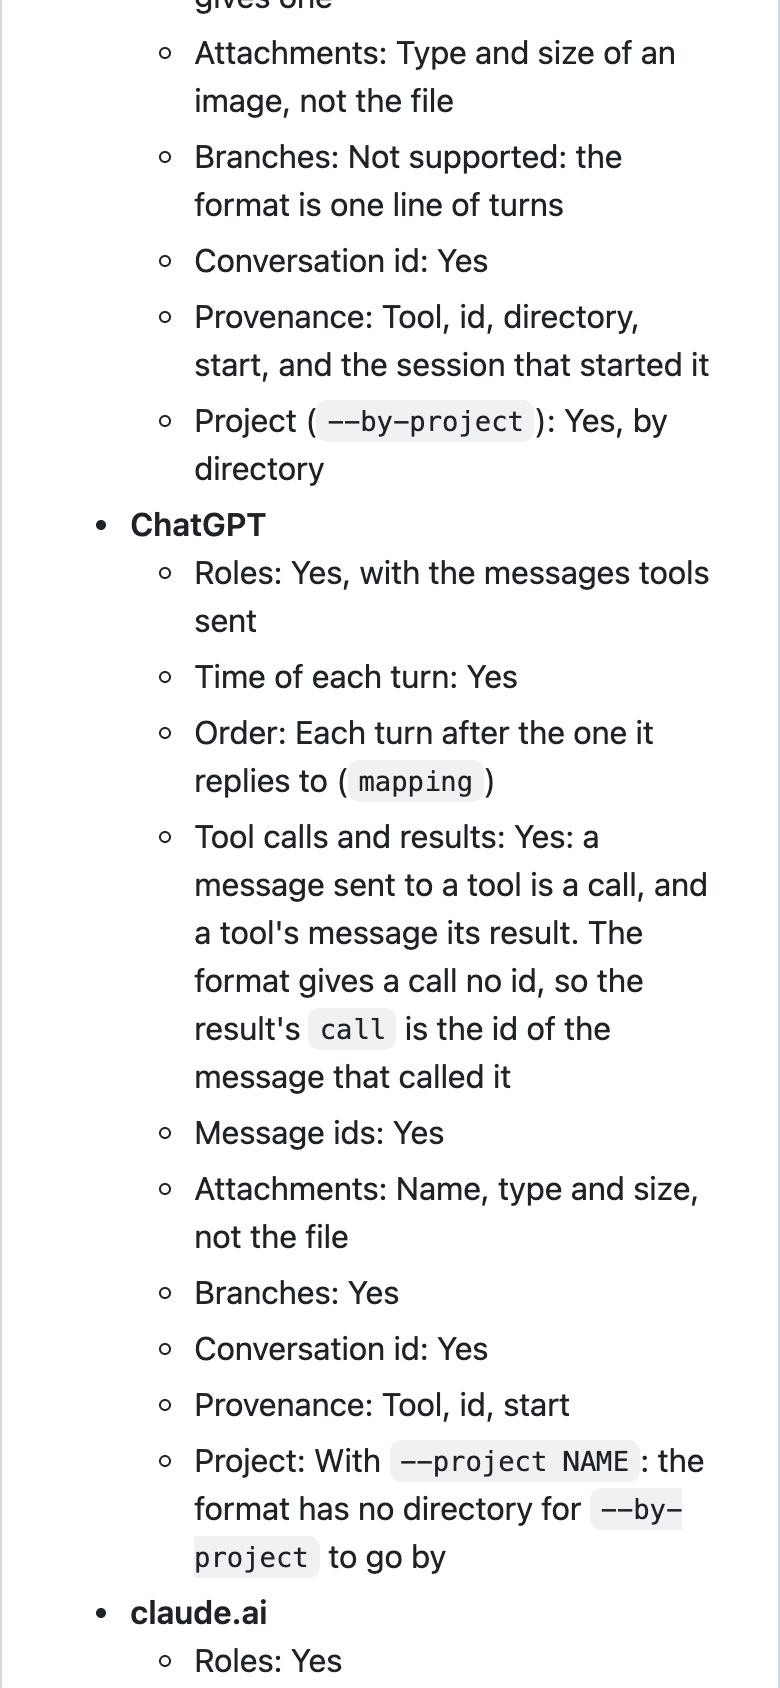 gives one
Attachments: Type and size of an
image, not the file
Branches: Not supported: the
format is one line of turns
Conversation id: Yes
Provenance: Tool, id, directory,
start, and the session that started it
Project (--by-project): Yes, by
directory
ChatGPT
Roles: Yes, with the messages tools
sent
Time of each turn: Yes
Order: Each turn after the one it
replies to (mapping)
Tool calls and results: Yes: a
message sent to a tool is a call, and
a tool's message its result. The
format gives a call no id, so the
result's call is the id of the
message that called it
Message ids: Yes
Attachments: Name, type and size,
not the file
Branches: Yes
Conversation id: Yes
Provenance: Tool, id, start
Project: With --project NAME: the
format has no directory for --by-
project to go by
claude.ai
Roles: Yes